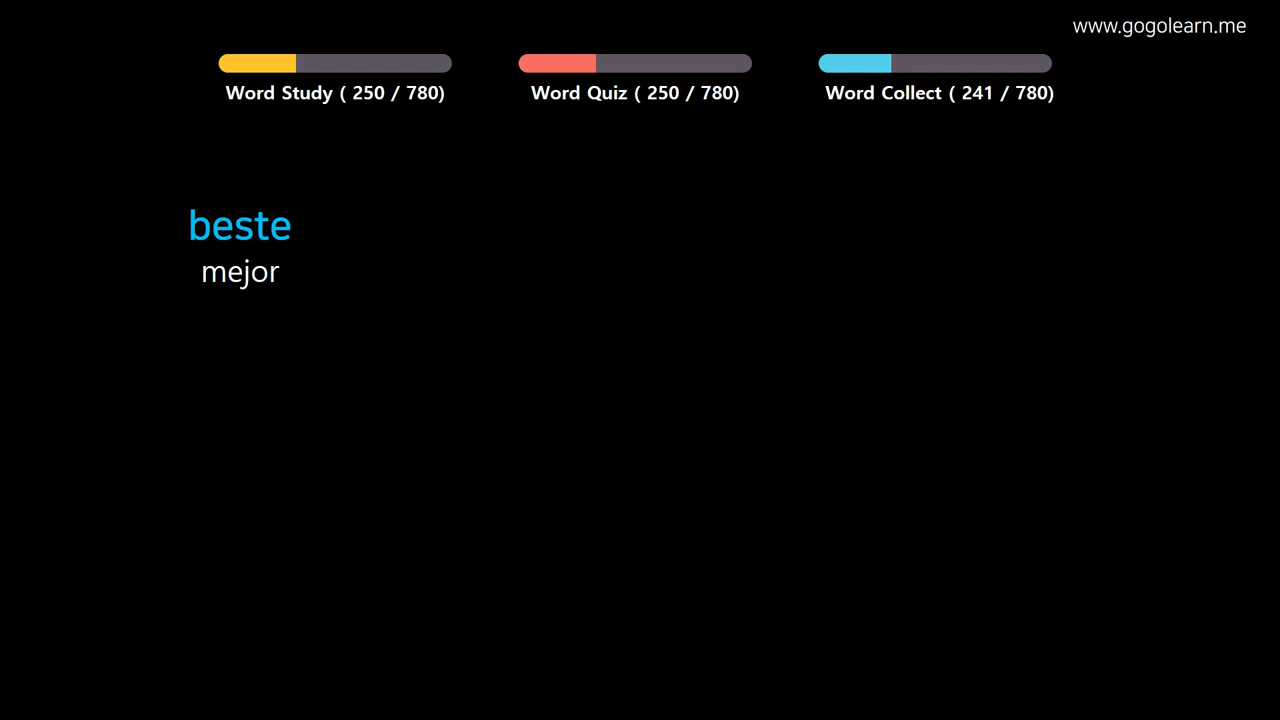 www.gogolearn.me
Word Study ( 250 / 780)
Word Quiz ( 250 / 780)
Word Collect ( 241 / 780)
beste
mejor